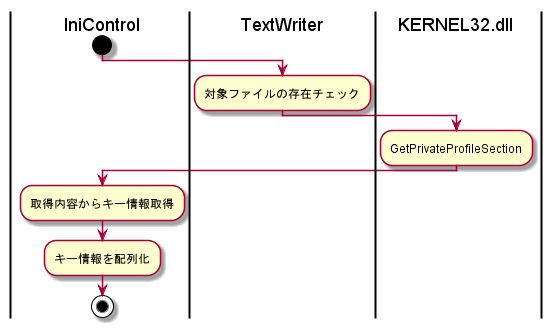 IniControl
TextWriter
KERNEL32.dll
対象ファイルの存在チェック
GetPrivateProfileSection
取得内容からキー情報取得
キー情報を配列化